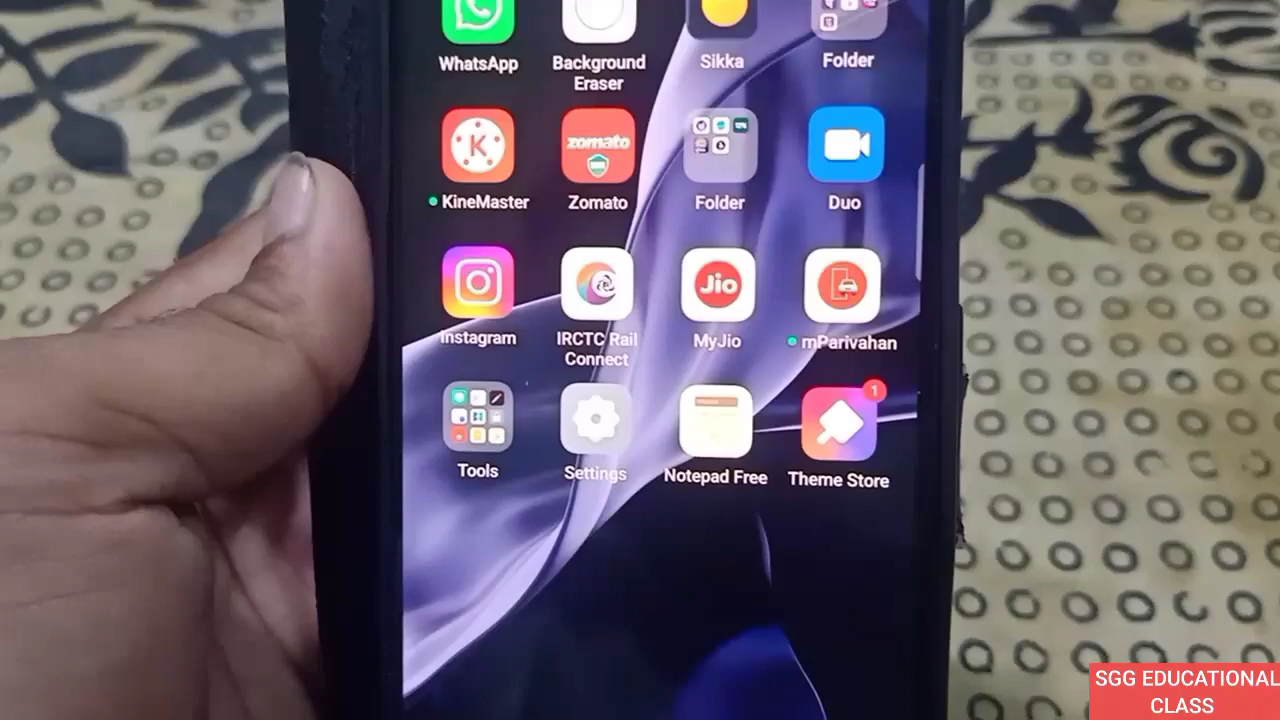 WhatsApp
Background
Eraser
Sikka
Folder
zomato
KineMaster
Zomato
Folder
Duo
Jio
Instagram
IRCTC Rail
Connect
MyJio
mParivahan
1
Tools
Settings
Notepad Free
Theme Store
SGG EDUCATIONAL
CLASS